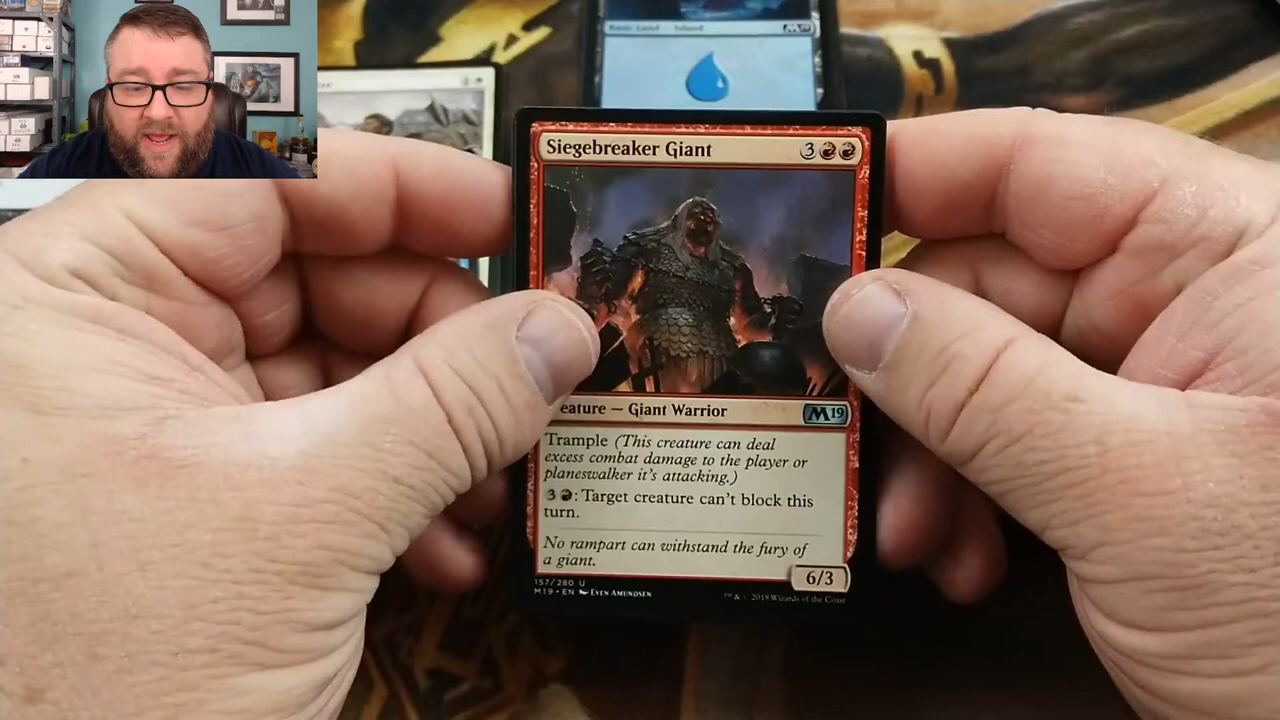 Basic Land Island M19
Siegebreaker Giant 3
eature — Giant Warrior M19
Trample (This creature can deal
excess combat damage to the player or
planeswalker it's attacking.)
3 : Target creature can't block this
turn.
No rampart can withstand the fury of
a giant.
6/3
157/280 U
M19 • EN Even Amundsen
2018 Wizards of the Coast